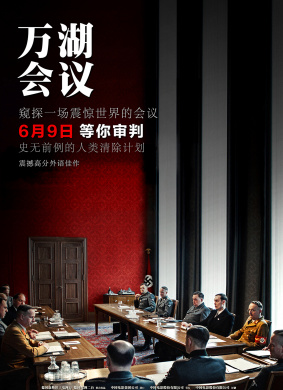 万湖
会议
窥探一场震惊世界的会议
6月9日 等你审判
史无前例的人类清除计划
震撼高分外语佳作